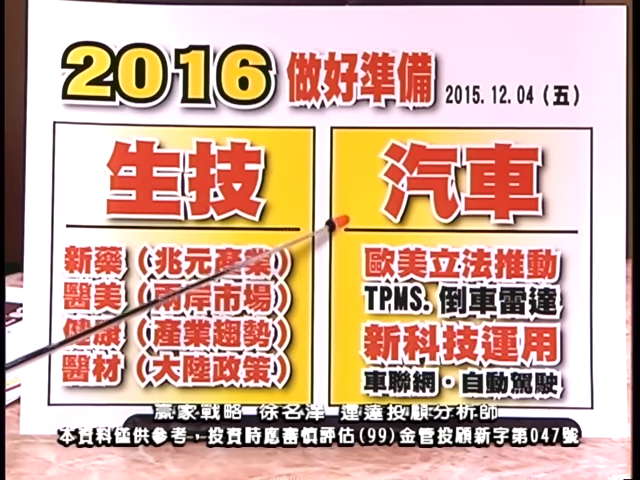 2016 做好準備 2015.12.04(五)
生技
新藥(兆元產業)
醫美(兩岸市場)
健康(產業趨勢)
醫材(大陸政策)
汽車
歐美立法推動
TPMS. 倒車雷達
新科技運用
車聯網·自動駕駛
贏家戰略 徐名洋 運達投顧分析師
本資料僅供參考,投資時應審慎評估(99)金管投顧新字第047號